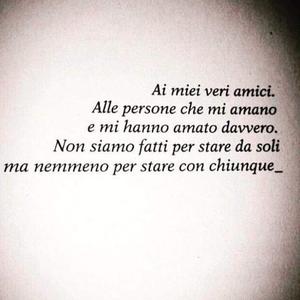 Ai miei veri amici.
Alle persone che mi amano
e mi hanno amato davvero.
Non siamo fatti per stare da soli
ma nemmeno per stare con chiunque_